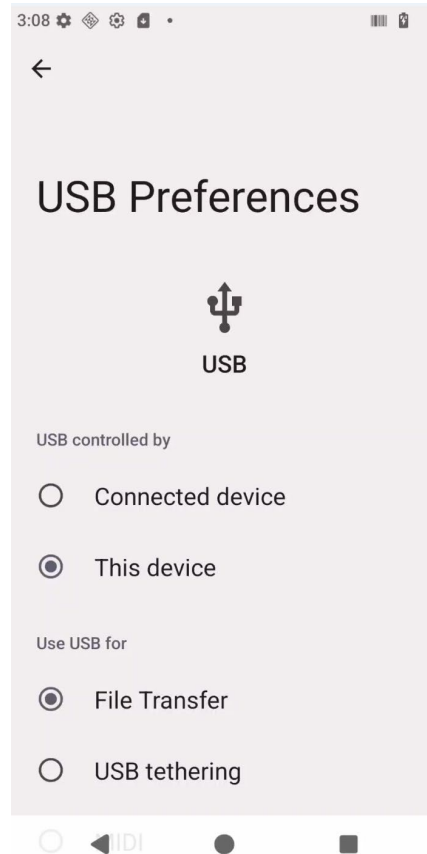 3:08
USB Preferences
USB
USB controlled by
Connected device
This device
Use USB for
File Transfer
USB tethering
MIDI